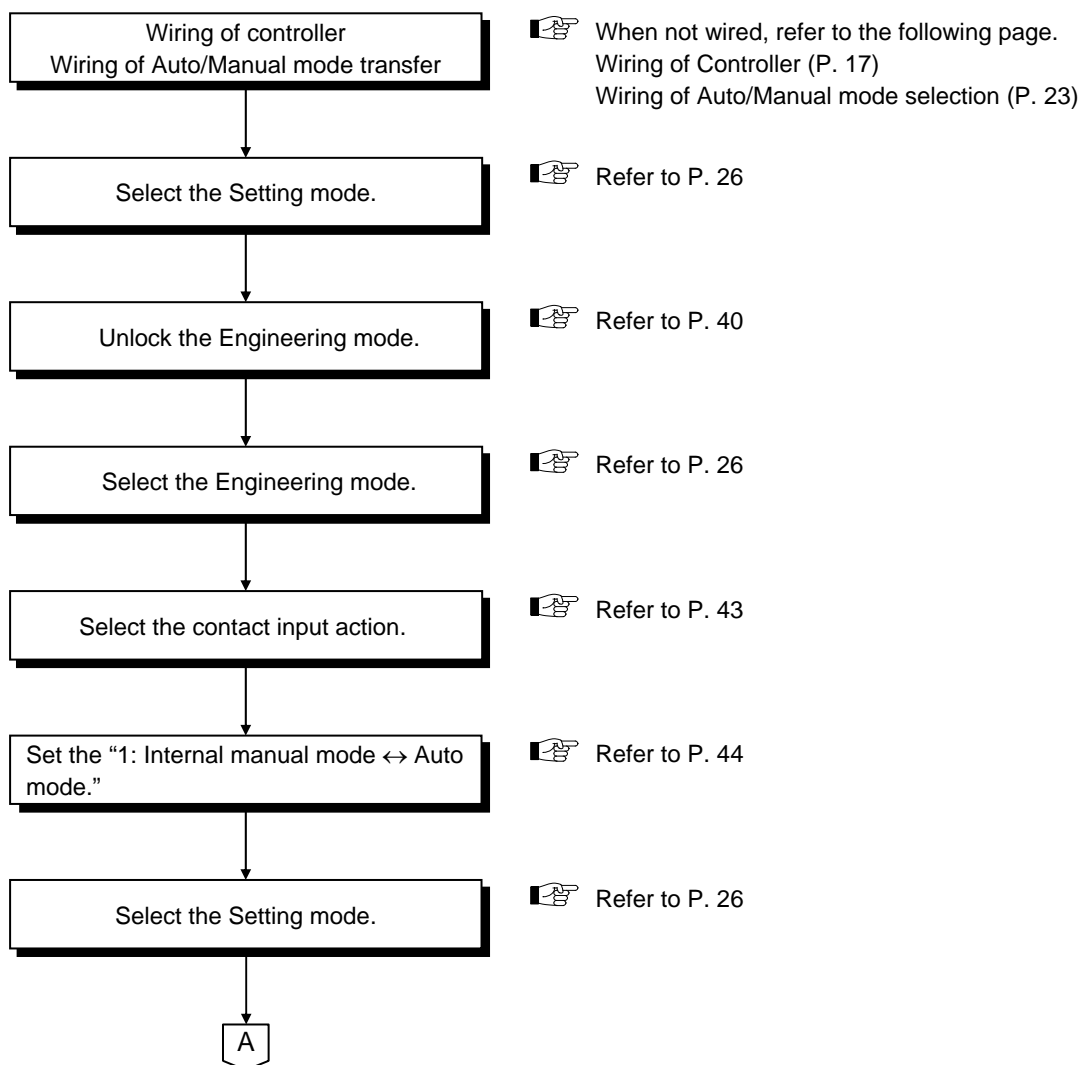 Wiring of controller
Wiring of Auto/Manual mode transfer
When not wired, refer to the following page.
Wiring of Controller (P. 17)
Wiring of Auto/Manual mode selection (P. 23)
Select the Setting mode.
Refer to P. 26
Unlock the Engineering mode.
Refer to P. 40
Select the Engineering mode.
Refer to P. 26
Select the contact input action.
Refer to P. 43
Set the “1: Internal manual mode ↔ Auto
mode.”
Refer to P. 44
Select the Setting mode.
Refer to P. 26
A